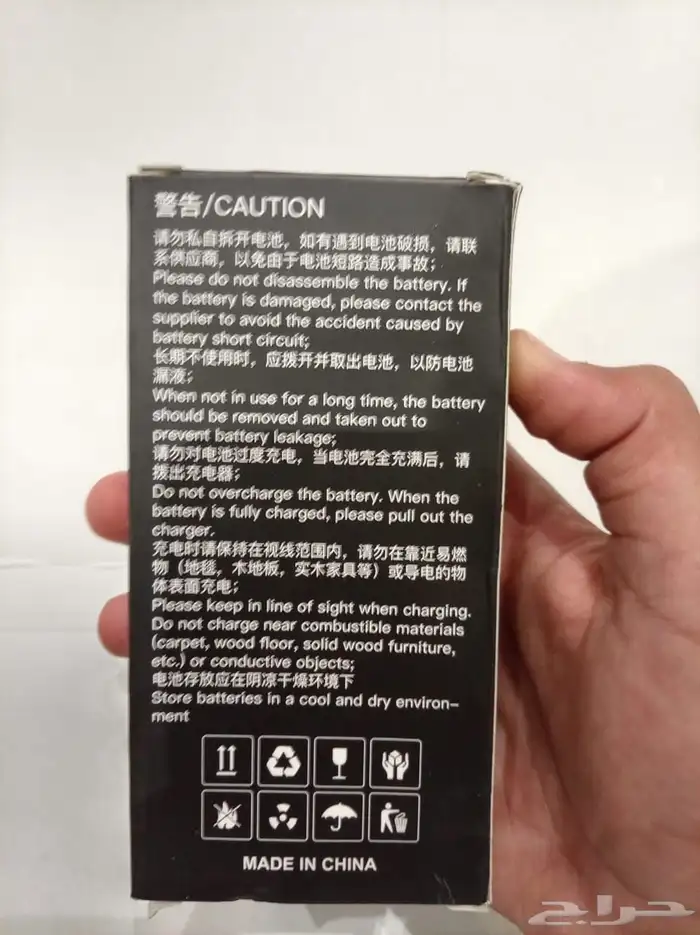 警告/CAUTION
请勿私自拆开电池，如有遇到电池破损，请联
系供应商，以免由于电池短路造成事故；
Please do not disassemble the battery. If
the battery is damaged, please contact the
supplier to avoid the accident caused by
battery short circuit;
长期不使用时，应拨开并取出电池，以防电池
漏液；
When not in use for a long time, the battery
should be removed and taken out to
prevent battery leakage;
请勿对电池过度充电，当电池完全充满后，请
拨出充电器；
Do not overcharge the battery. When the
battery is fully charged, please pull out the
charger.
充电时请保持在视线范围内，请勿在靠近易燃
物（地毯，木地板，实木家具等）或导电的物
体表面充电；
Please keep in line of sight when charging.
Do not charge near combustible materials
(carpet, wood floor, solid wood furniture,
etc.) or conductive objects;
电池存放应在阴凉干燥环境下
Store batteries in a cool and dry environ-
ment
MADE IN CHINA
حراج